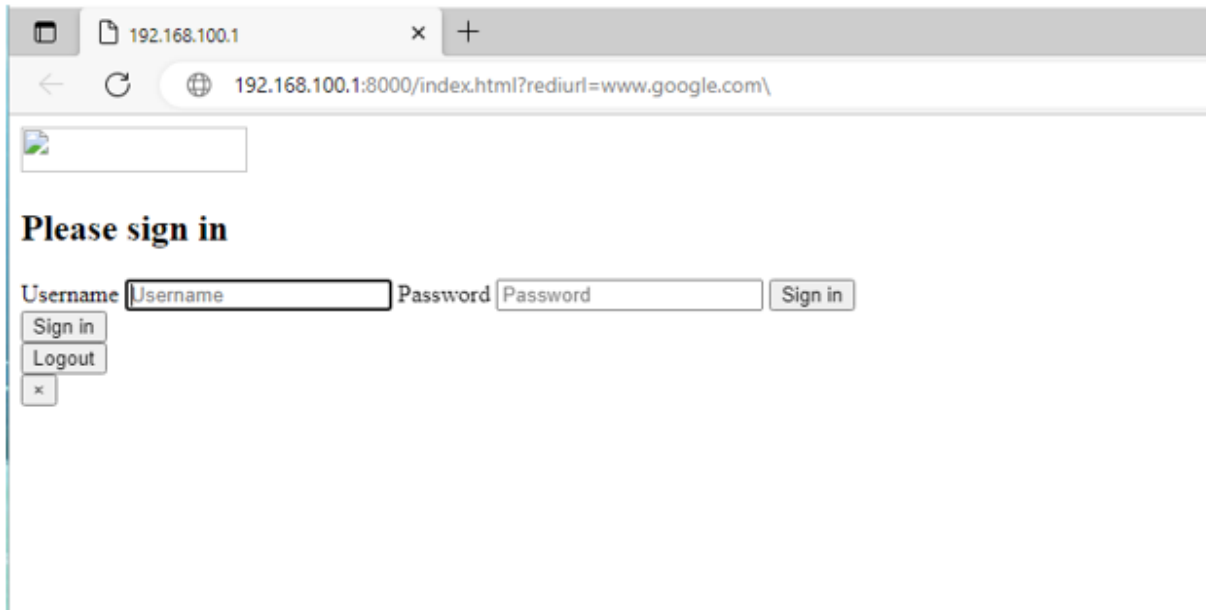 192.168.100.1 × +
192.168.100.1:8000/index.html?rediurl=www.google.com\
Please sign in
Username Username Password Password Sign in
Sign in
Logout
×